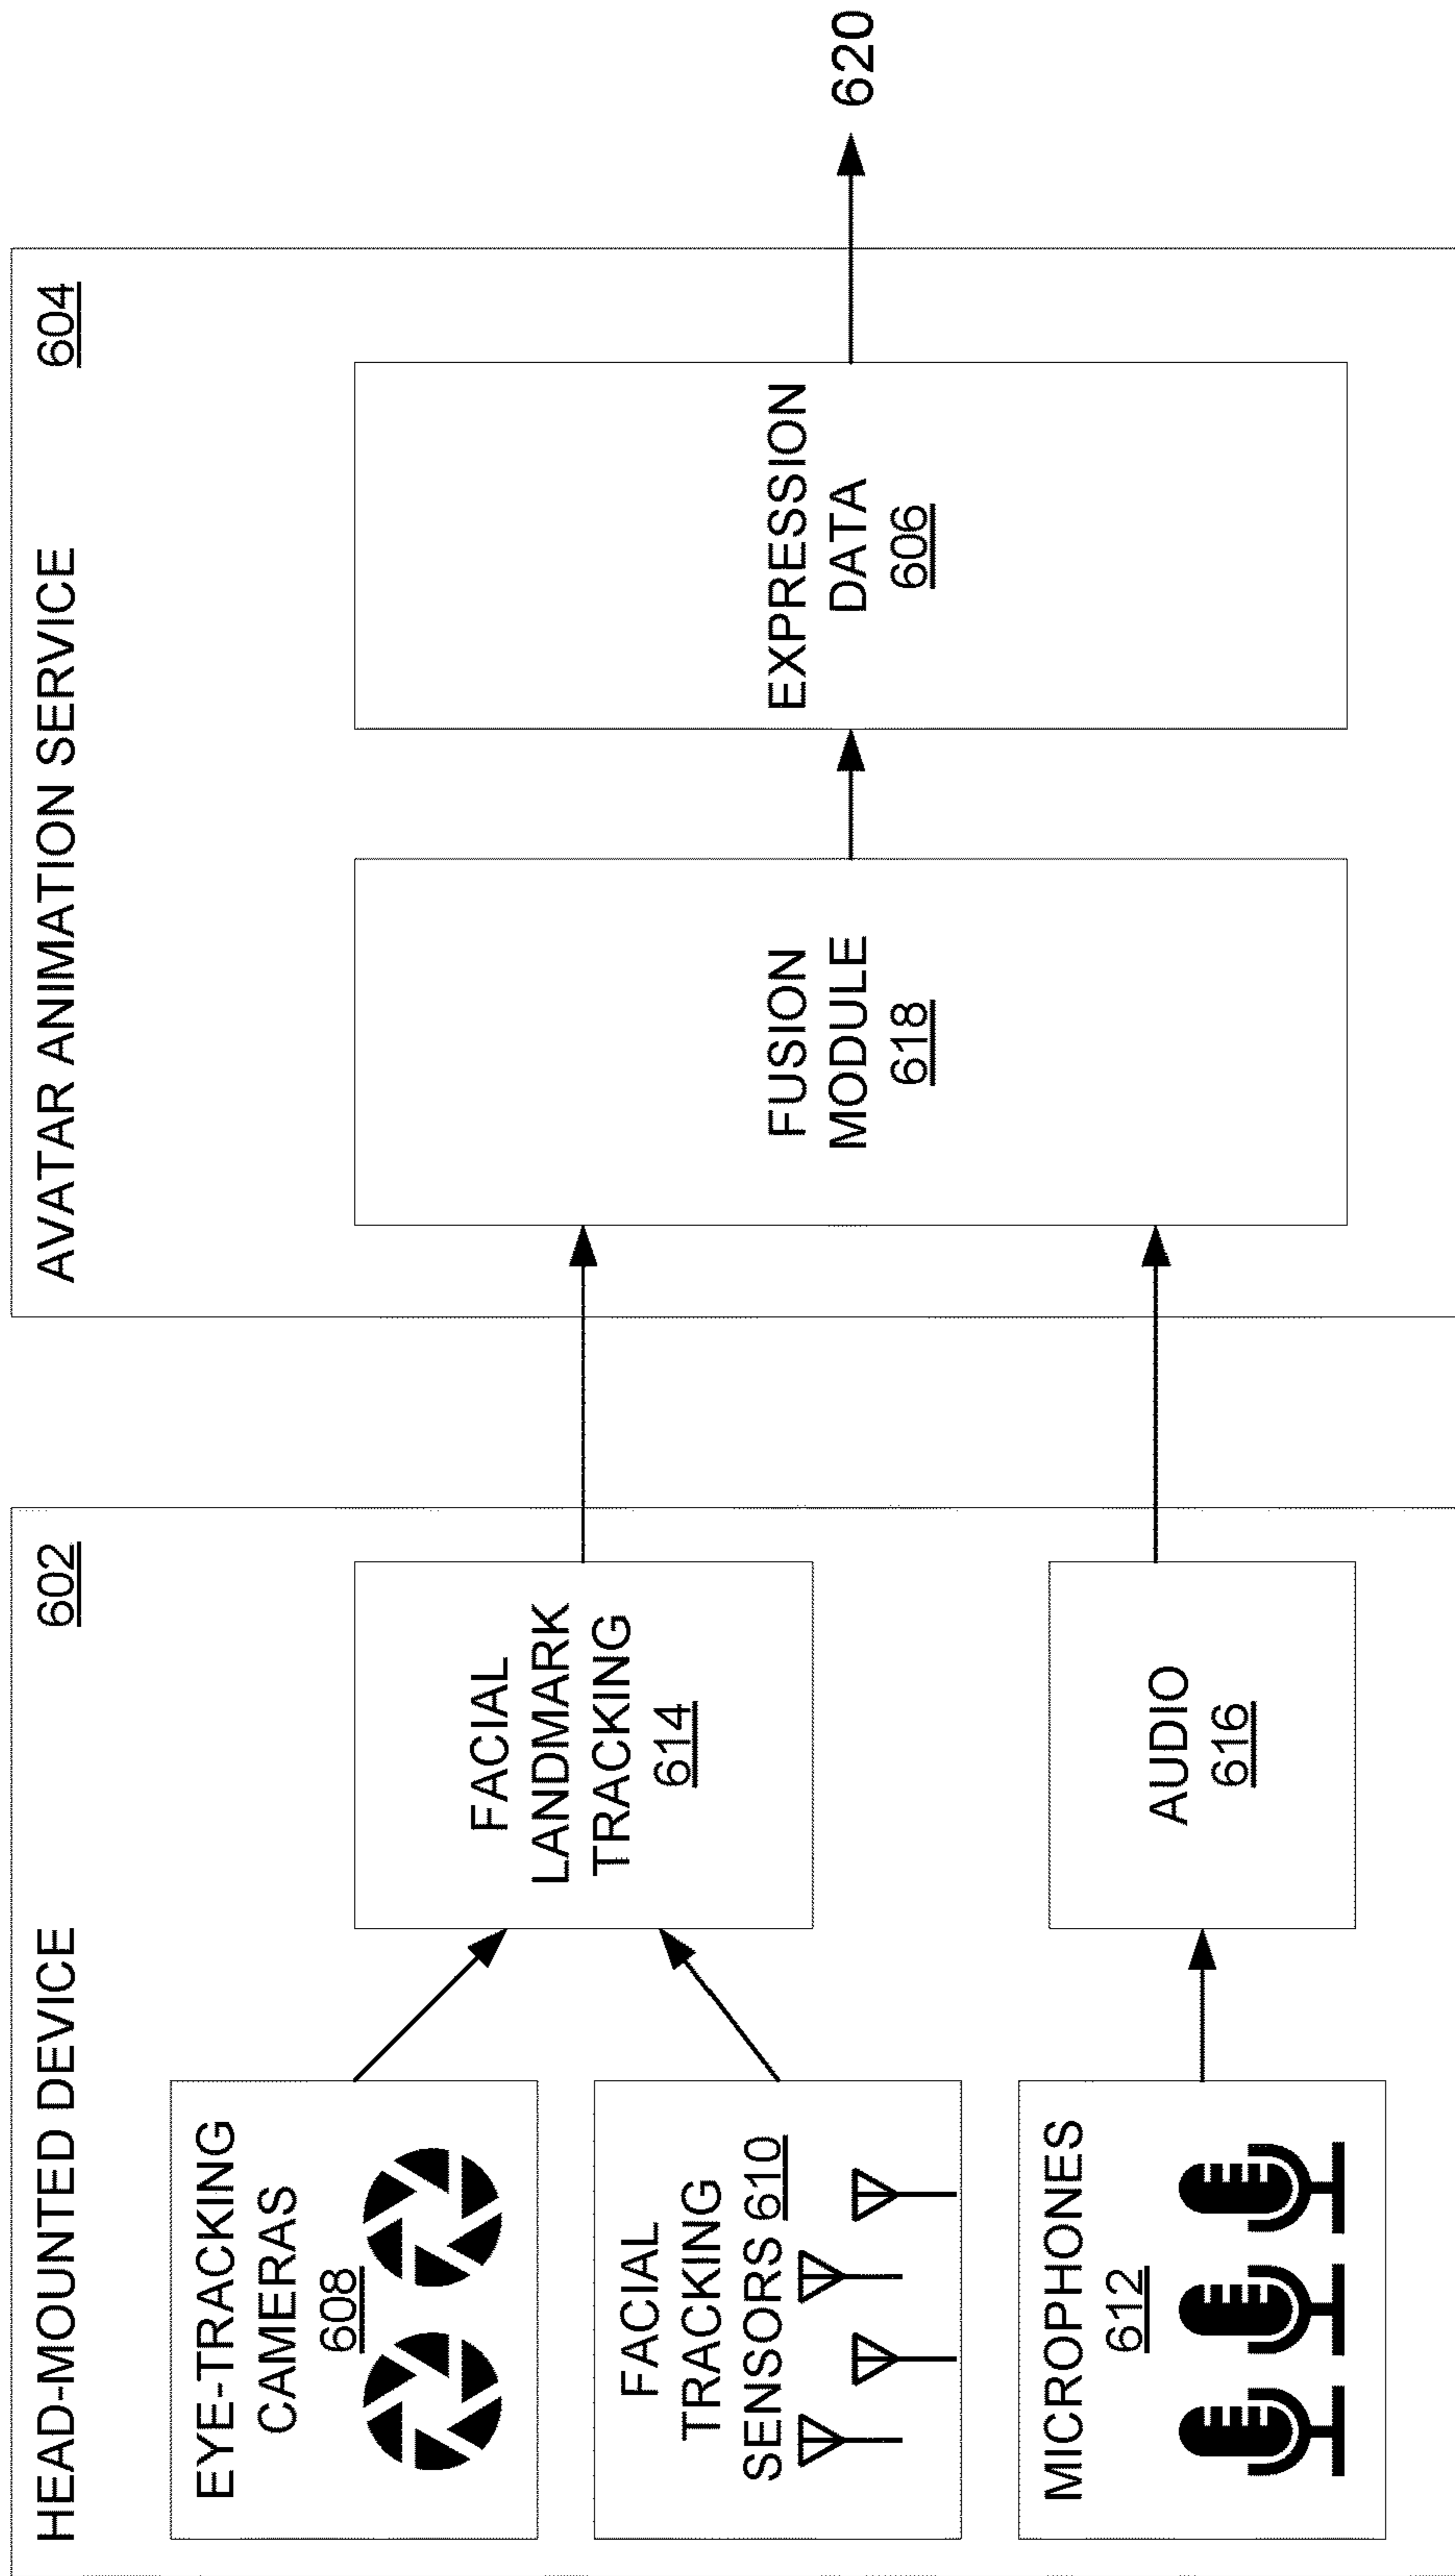 HEAD-MOUNTED DEVICE
602
EYE-TRACKING
CAMERAS
608
FACIAL
TRACKING
SENSORS 610
MICROPHONES
612
FACIAL
LANDMARK
TRACKING
614
AUDIO
616
AVATAR ANIMATION SERVICE
604
FUSION
MODULE
618
EXPRESSION
DATA
606
620